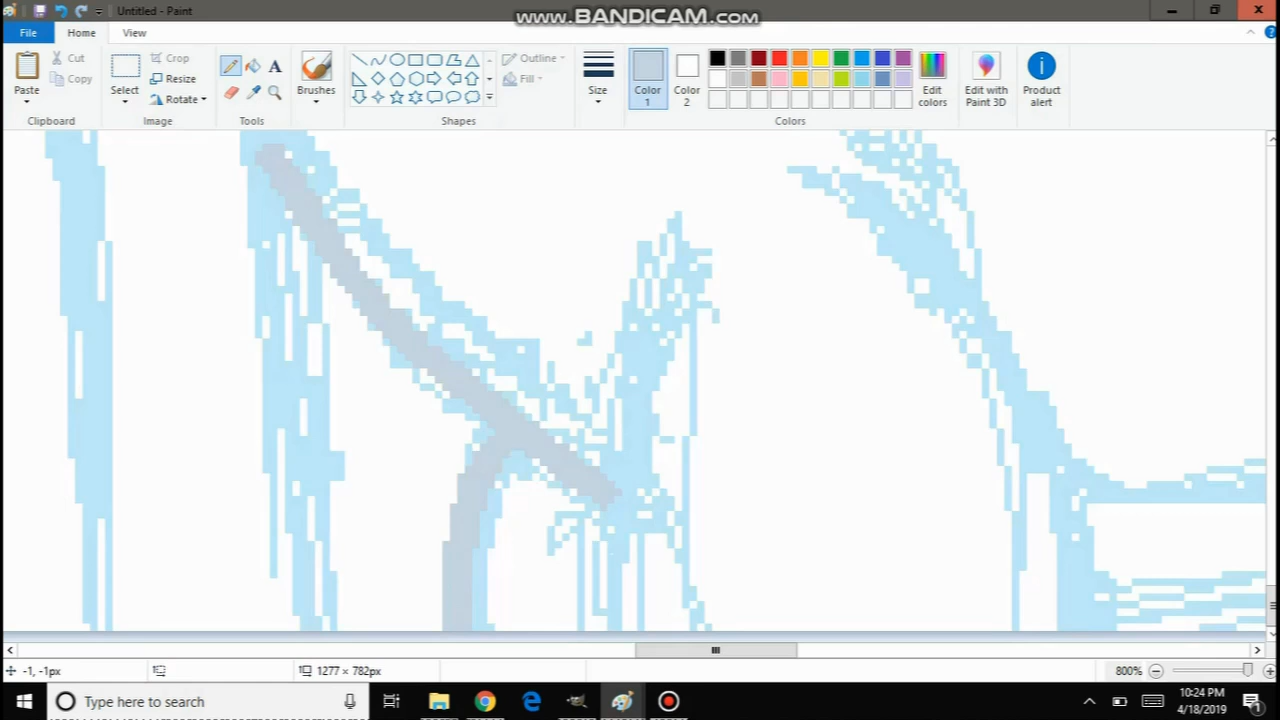 Untitled - Paint
www.BANDICAM.com
File
Home
View
Paste
Cut
Copy
Clipboard
Select
Crop
Resize
Rotate
Image
Tools
Brushes
Shapes
Outline
Fill
Size
Color 1
Color 2
Colors
Edit colors
Edit with Paint 3D
Product alert
-1, -1px
1277 × 782px
800%
Type here to search
10:24 PM
4/18/2019